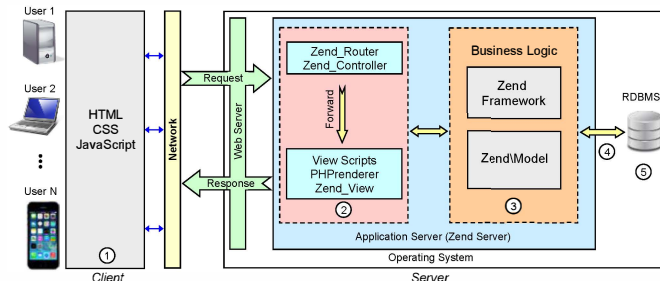 User 1
User 2
User N
HTML
CSS
JavaScript
1
Client
Network
Web Server
Request
Response
Zend_Router
Zend_Controller
Forward
View Scripts
PHPrenderer
Zend_View
2
Business Logic
Zend
Framework
Zend\Model
3
Application Server (Zend Server)
Operating System
Server
4
RDBMS
5